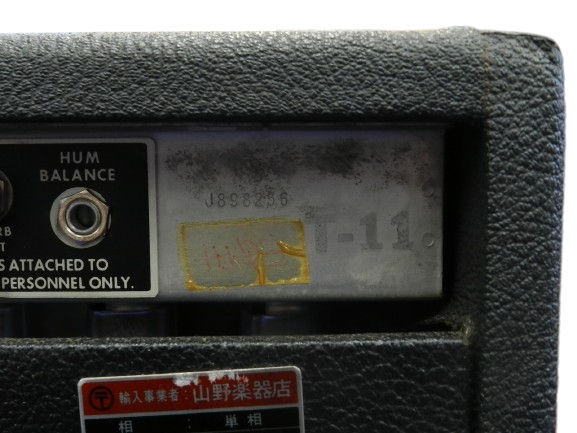 HUM
BALANCE
J898256
T-11
S ATTACHED TO
PERSONNEL ONLY.
〒 輸入事業者：山野楽器店
相 単相